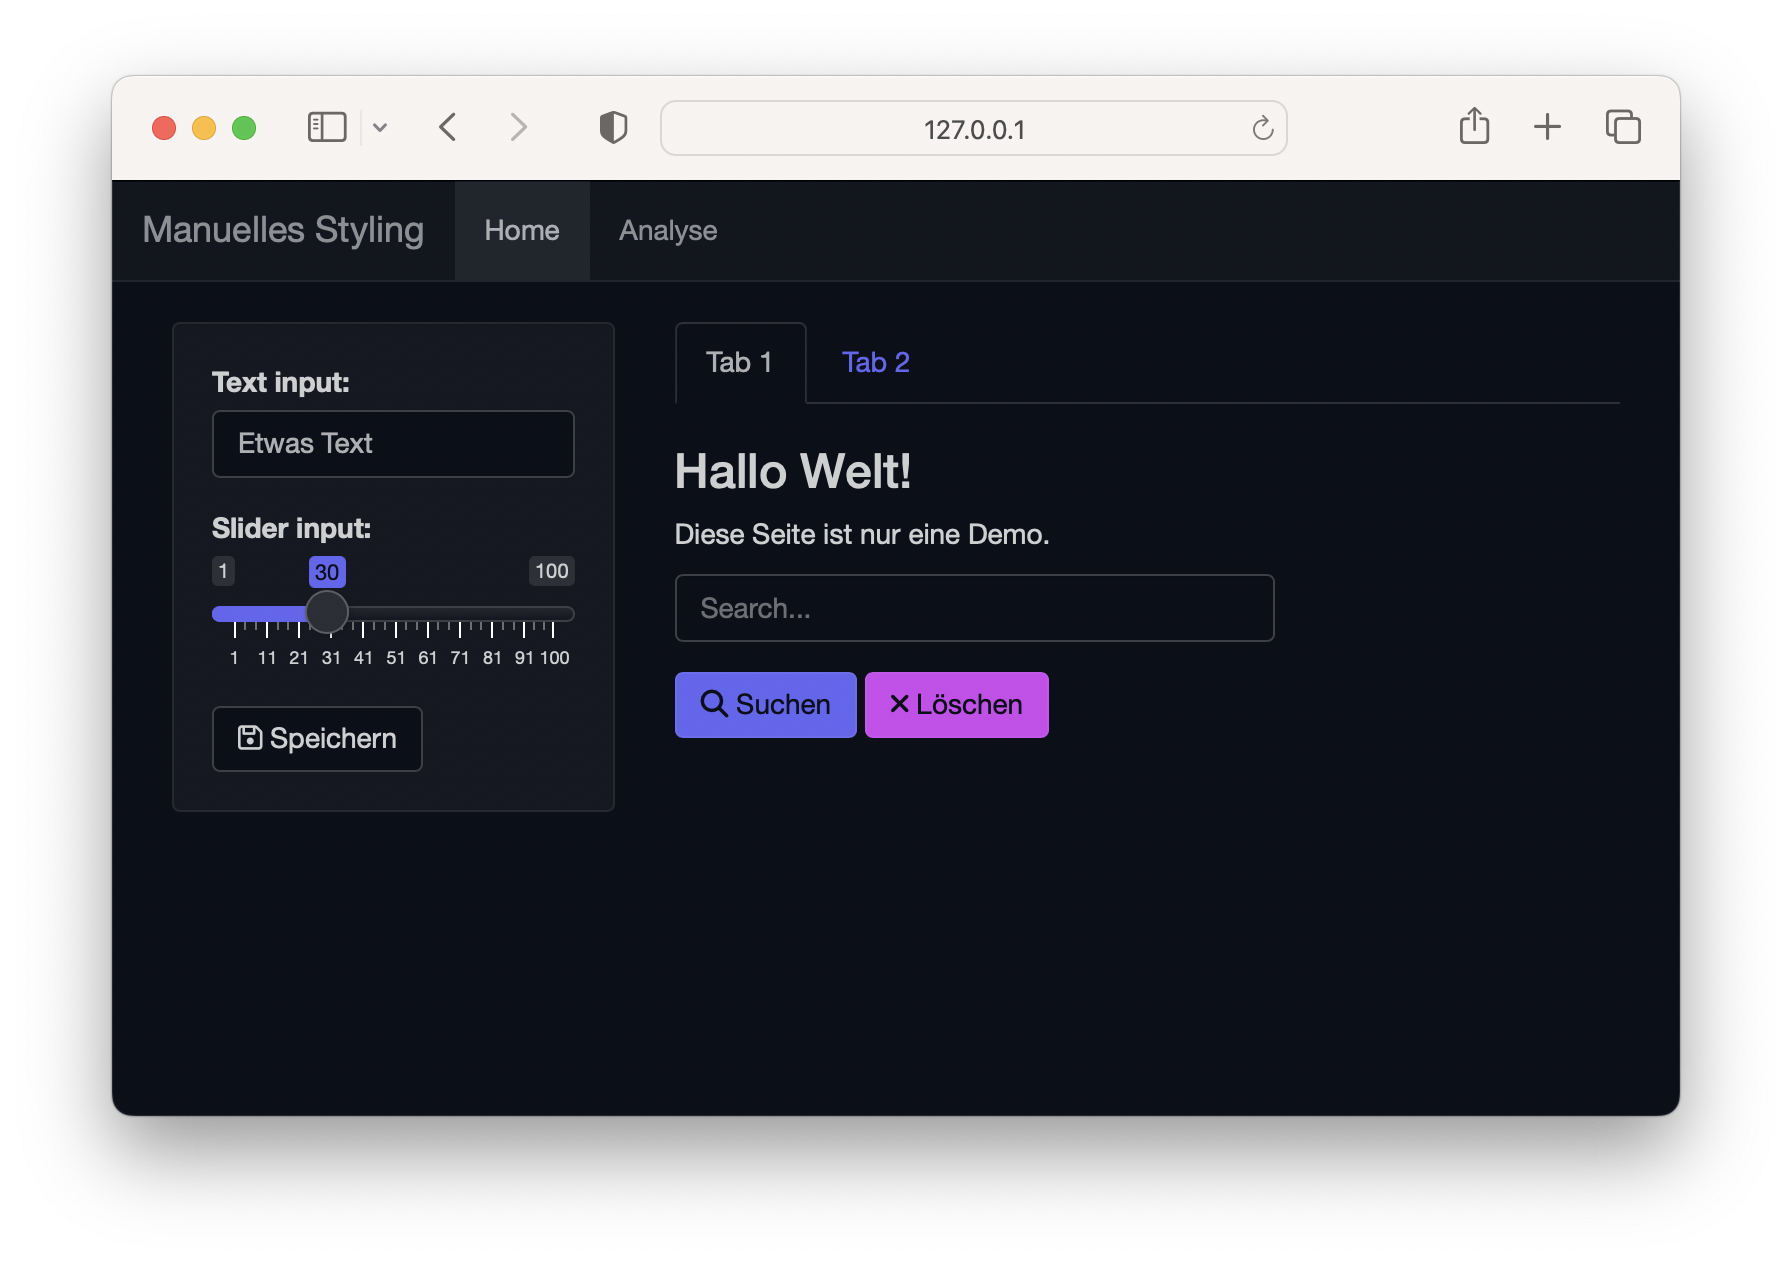 127.0.0.1
Manuelles Styling Home Analyse
Text input:
Etwas Text
Slider input:
1 30 100
1 11 21 31 41 51 61 71 81 91 100
Speichern
Tab 1 Tab 2
Hallo Welt!
Diese Seite ist nur eine Demo.
Search...
Suchen Löschen